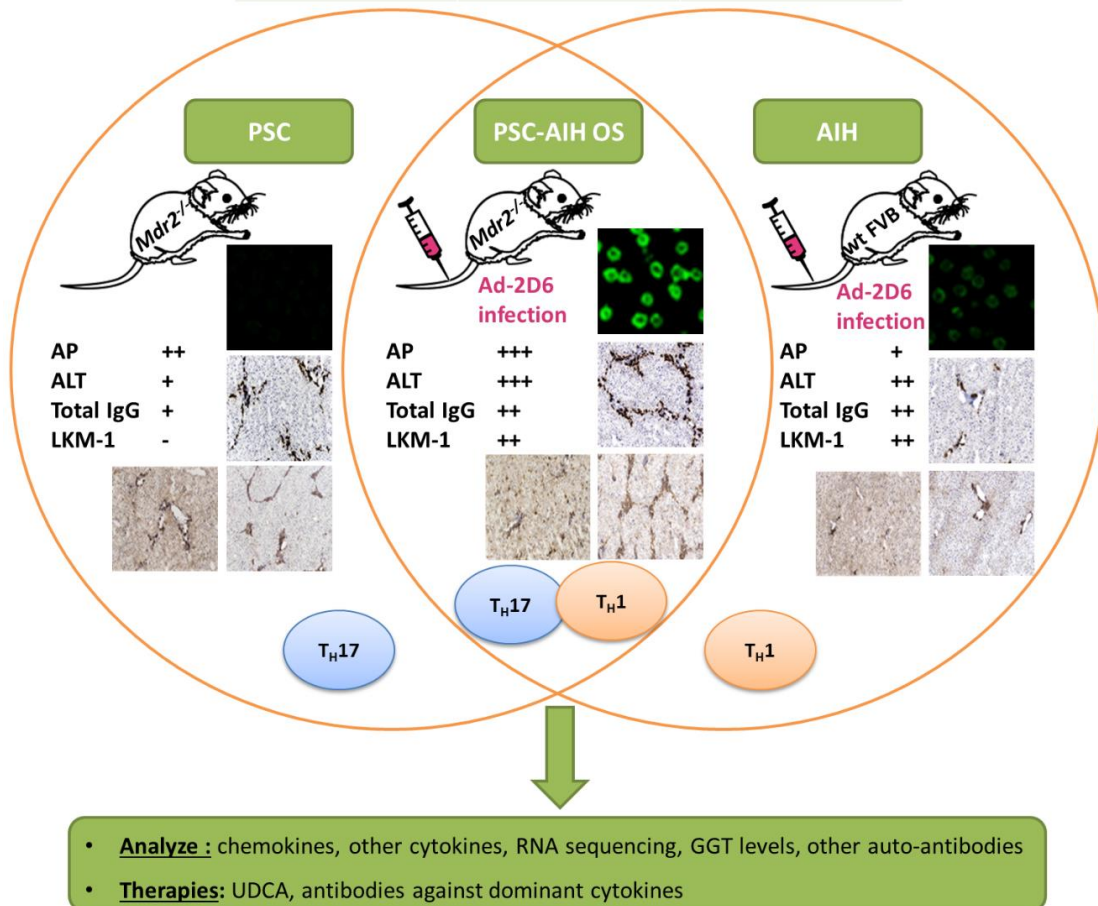 PSC
Mdr2-/-
AP ++
ALT +
Total IgG +
LKM-1 -
TH17
PSC-AIH OS
Mdr2-/-
Ad-2D6
infection
AP +++
ALT +++
Total IgG ++
LKM-1 ++
TH17
TH1
AIH
wt FVB
Ad-2D6
infection
AP +
ALT ++
Total IgG ++
LKM-1 ++
TH1
• Analyze : chemokines, other cytokines, RNA sequencing, GGT levels, other auto-antibodies
• Therapies: UDCA, antibodies against dominant cytokines